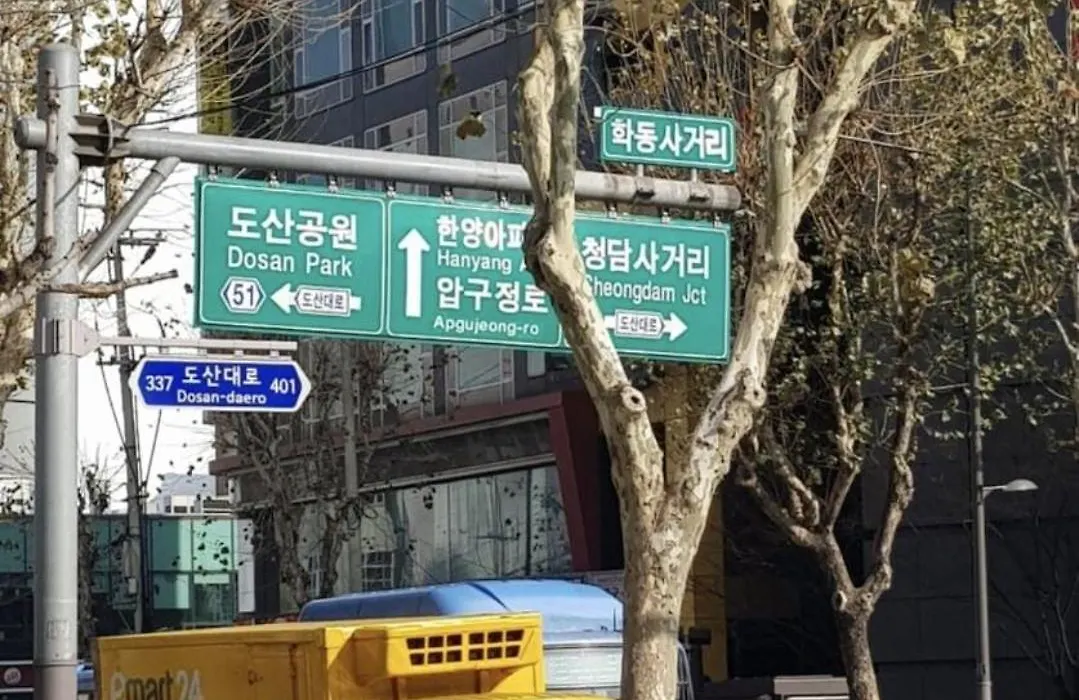 화동사거리
도산공원
Dosan Park
51 도산대로
한양아파
Hanyang
압구정로
Apgujeong-ro
청담사거리
Cheongdam Jct
도산대로
337 도산대로 401
Dosan-daero
emart24